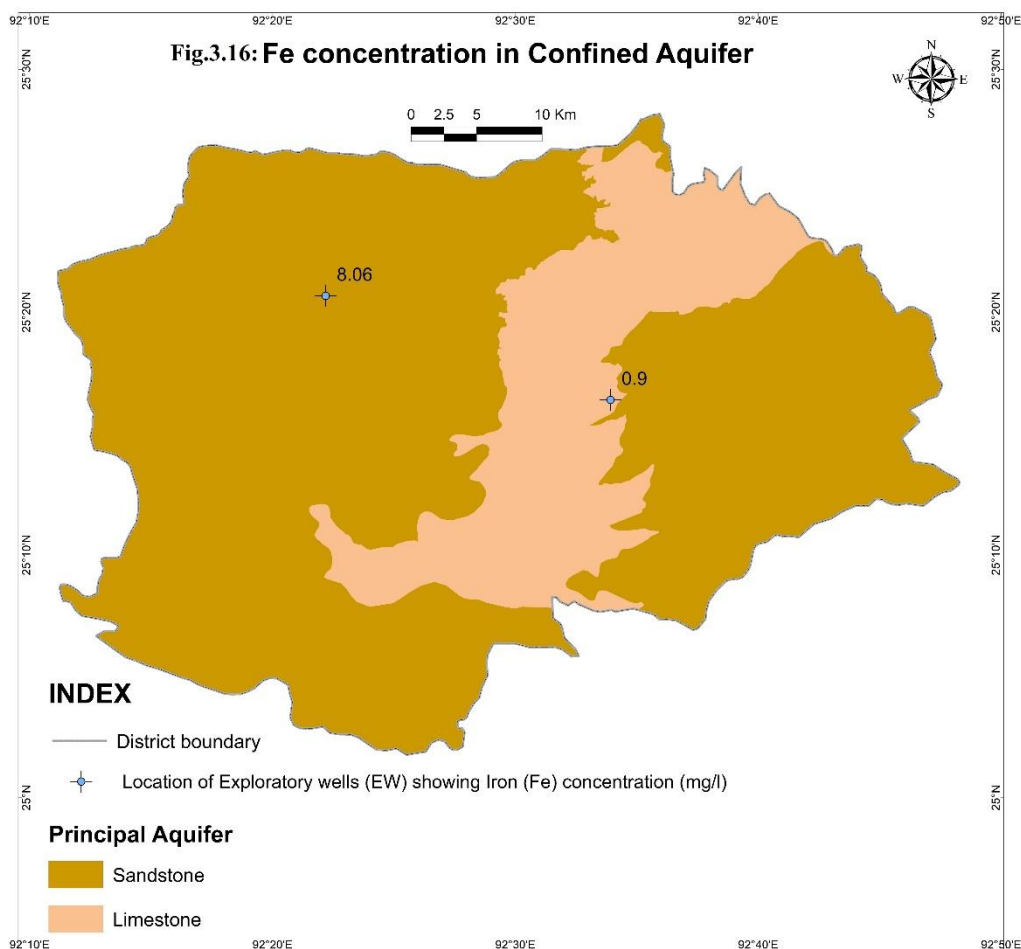 92°10'E 92°20'E 92°30'E 92°40'E 92°50'E
Fig.3.16: Fe concentration in Confined Aquifer
N
W E
S
25°30'N 25°30'N
0 2.5 5 10 Km
8.06
25°20'N 25°20'N
0.9
25°10'N 25°10'N
INDEX
District boundary
Location of Exploratory wells (EW) showing Iron (Fe) concentration (mg/l)
25°N 25°N
Principal Aquifer
Sandstone
Limestone
92°10'E 92°20'E 92°30'E 92°40'E 92°50'E